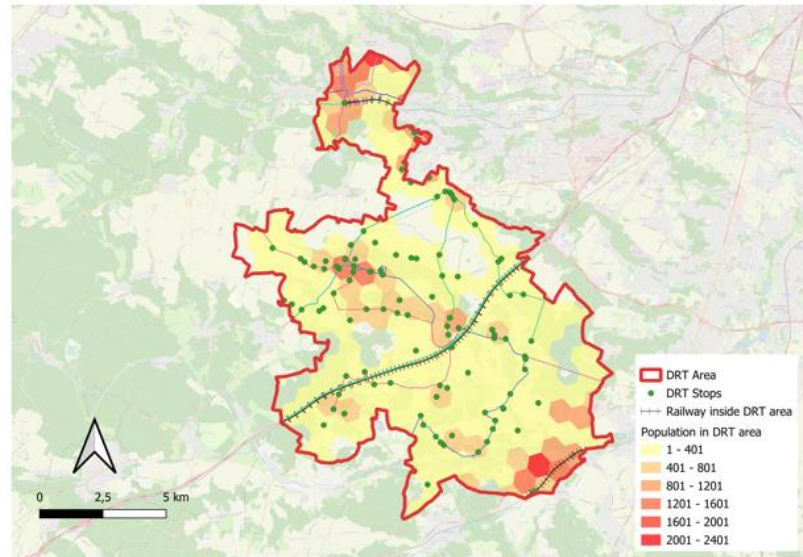 DRT Area
DRT Stops
Railway inside DRT area
Population in DRT area
1 - 401
401 - 801
801 - 1201
1201 - 1601
1601 - 2001
2001 - 2401
0 2,5 5 km